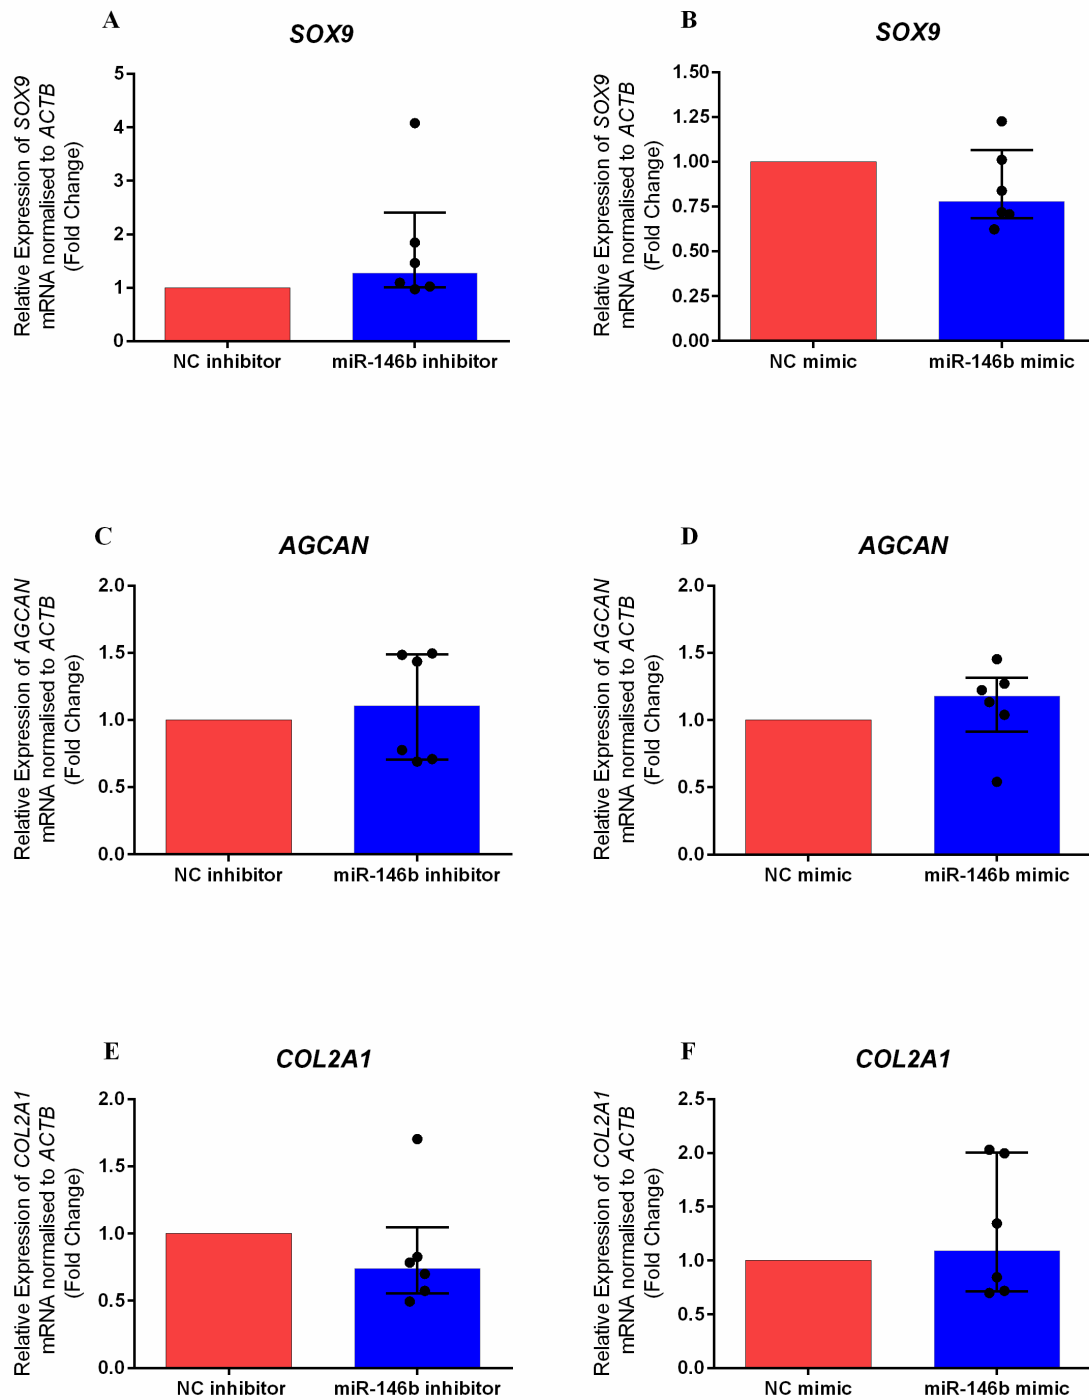 A
SOX9
Relative Expression of SOX9
mRNA normalised to ACTB
(Fold Change)
5
4
3
2
1
0
NC inhibitor
miR-146b inhibitor
B
SOX9
Relative Expression of SOX9
mRNA normalised to ACTB
(Fold Change)
1.50
1.25
1.00
0.75
0.50
0.25
0.00
NC mimic
miR-146b mimic
C
AGCAN
Relative Expression of AGCAN
mRNA normalised to ACTB
(Fold Change)
2.0
1.5
1.0
0.5
0.0
NC inhibitor
miR-146b inhibitor
D
AGCAN
Relative Expression of AGCAN
mRNA normalised to ACTB
(Fold Change)
2.0
1.5
1.0
0.5
0.0
NC mimic
miR-146b mimic
E
COL2A1
Relative Expression of COL2A1
mRNA normalised to ACTB
(Fold Change)
2.0
1.5
1.0
0.5
0.0
NC inhibitor
miR-146b inhibitor
F
COL2A1
Relative Expression of COL2A1
mRNA normalised to ACTB
(Fold Change)
2.5
2.0
1.5
1.0
0.5
0.0
NC mimic
miR-146b mimic